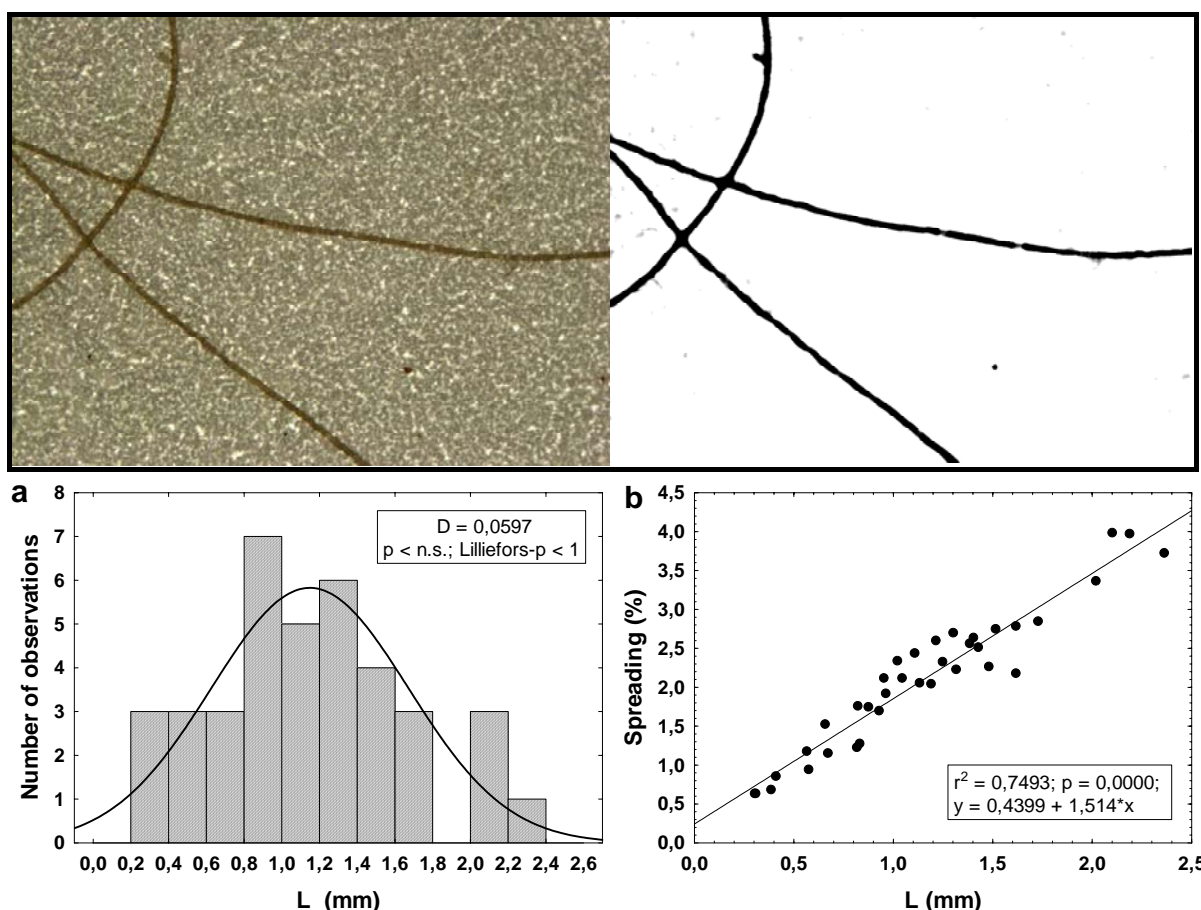 a
8
7
6
5
4
3
2
1
0
Number of observations
D = 0,0597
p < n.s.; Lilliefors-p < 1
0,0 0,2 0,4 0,6 0,8 1,0 1,2 1,4 1,6 1,8 2,0 2,2 2,4 2,6
L (mm)
b
4,5
4,0
3,5
3,0
2,5
2,0
1,5
1,0
0,5
0,0
Spreading (%)
r² = 0,7493; p = 0,0000;
y = 0,4399 + 1,514*x
0,0 0,5 1,0 1,5 2,0 2,5
L (mm)